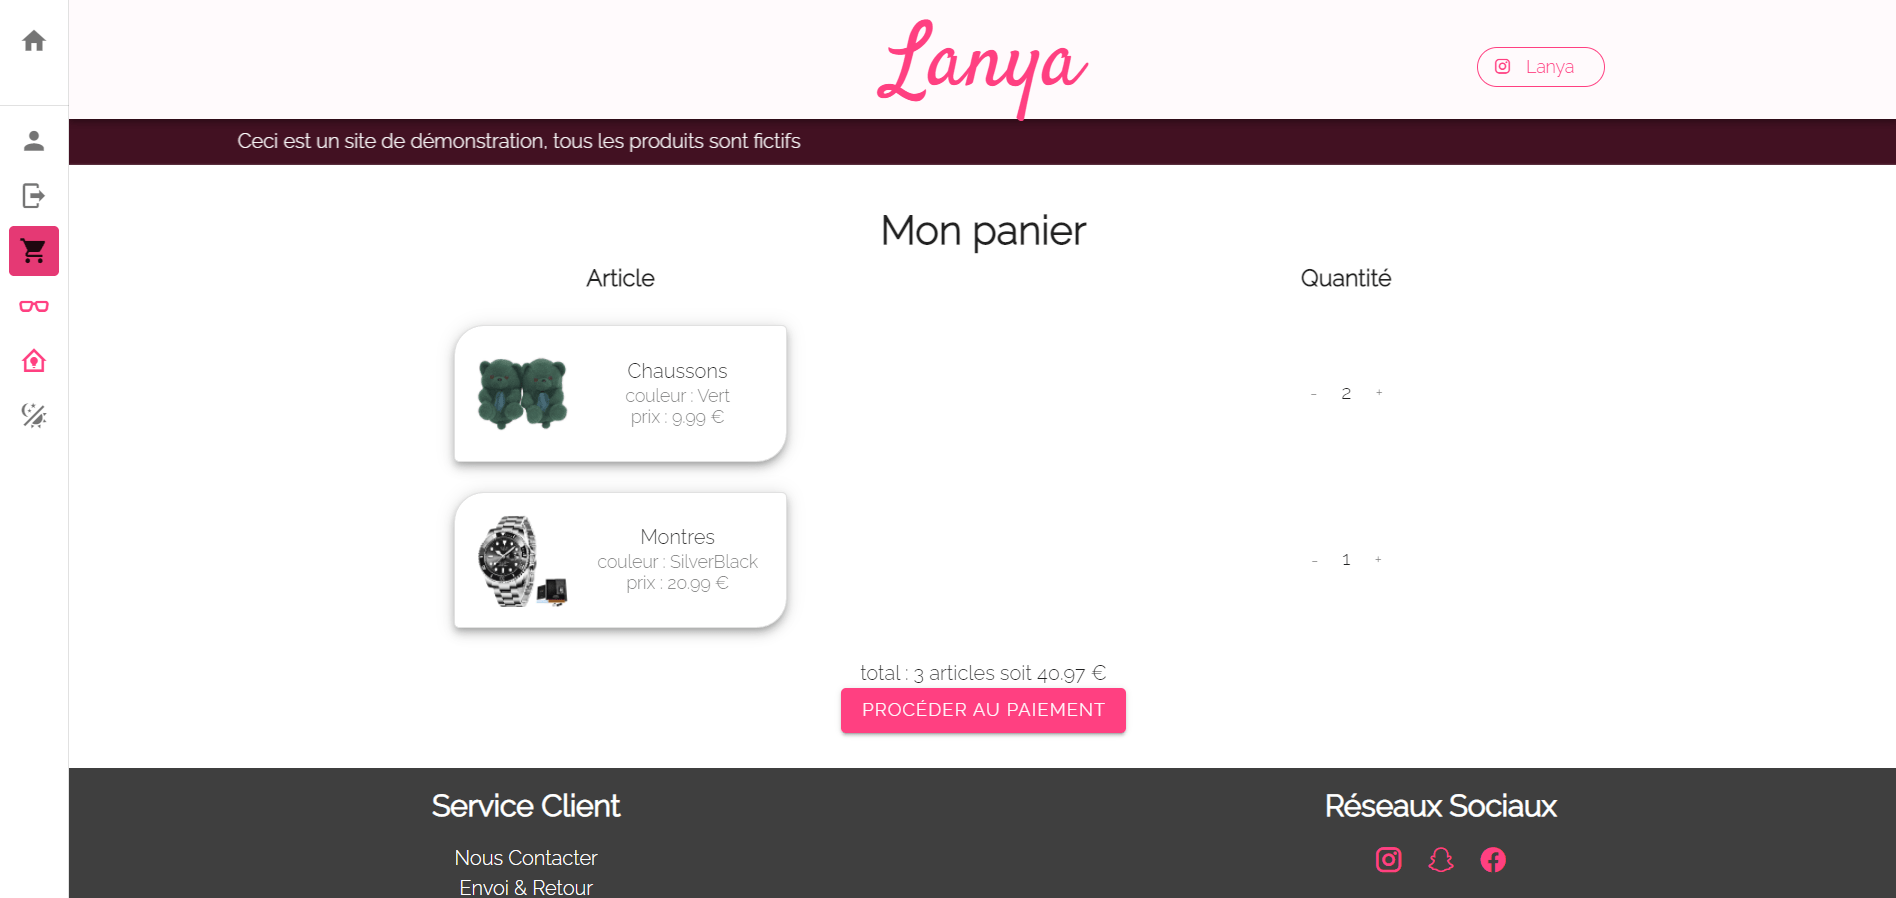 Lanya
Lanya
Ceci est un site de démonstration, tous les produits sont fictifs
Mon panier
Article
Quantité
Chaussons
couleur : Vert
prix : 9.99 €
- 2 +
Montres
couleur : SilverBlack
prix : 20.99 €
- 1 +
total : 3 articles soit 40.97 €
PROCÉDER AU PAIEMENT
Service Client
Réseaux Sociaux
Nous Contacter
Envoi & Retour